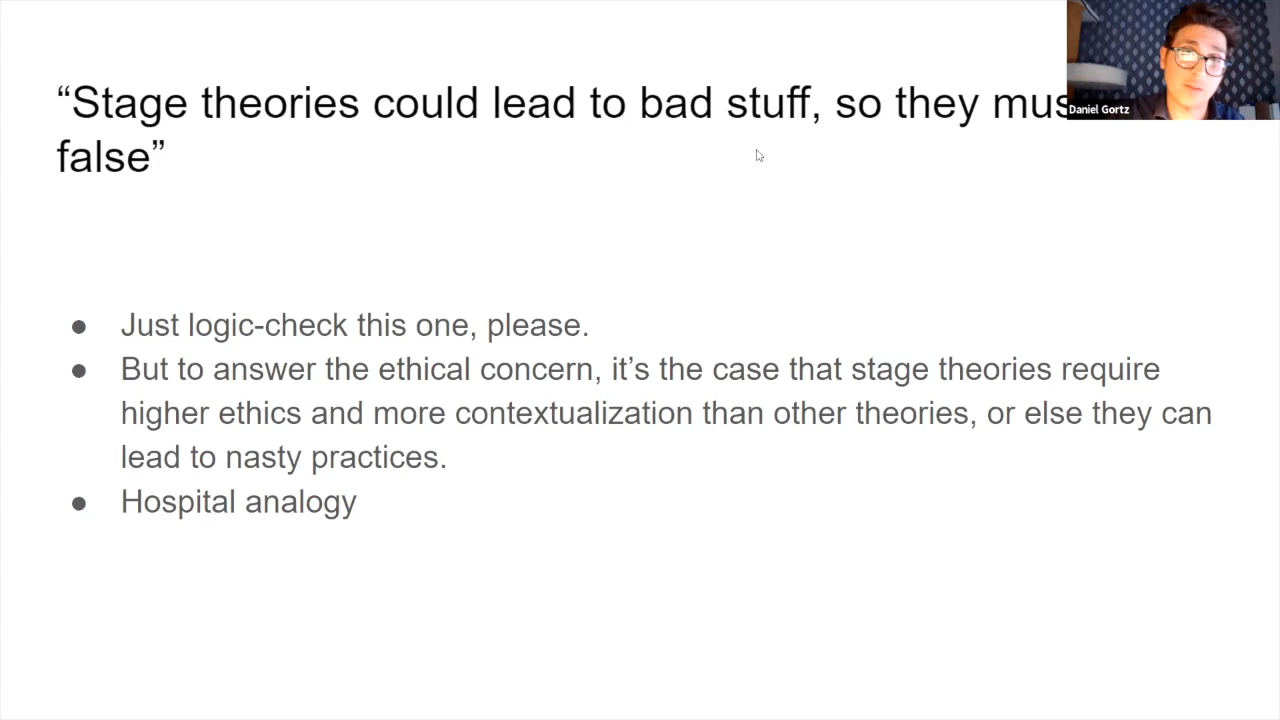 “Stage theories could lead to bad stuff, so they
false”
Daniel Gortz
● Just logic-check this one, please.
● But to answer the ethical concern, it’s the case that stage theories require
higher ethics and more contextualization than other theories, or else they can
lead to nasty practices.
● Hospital analogy